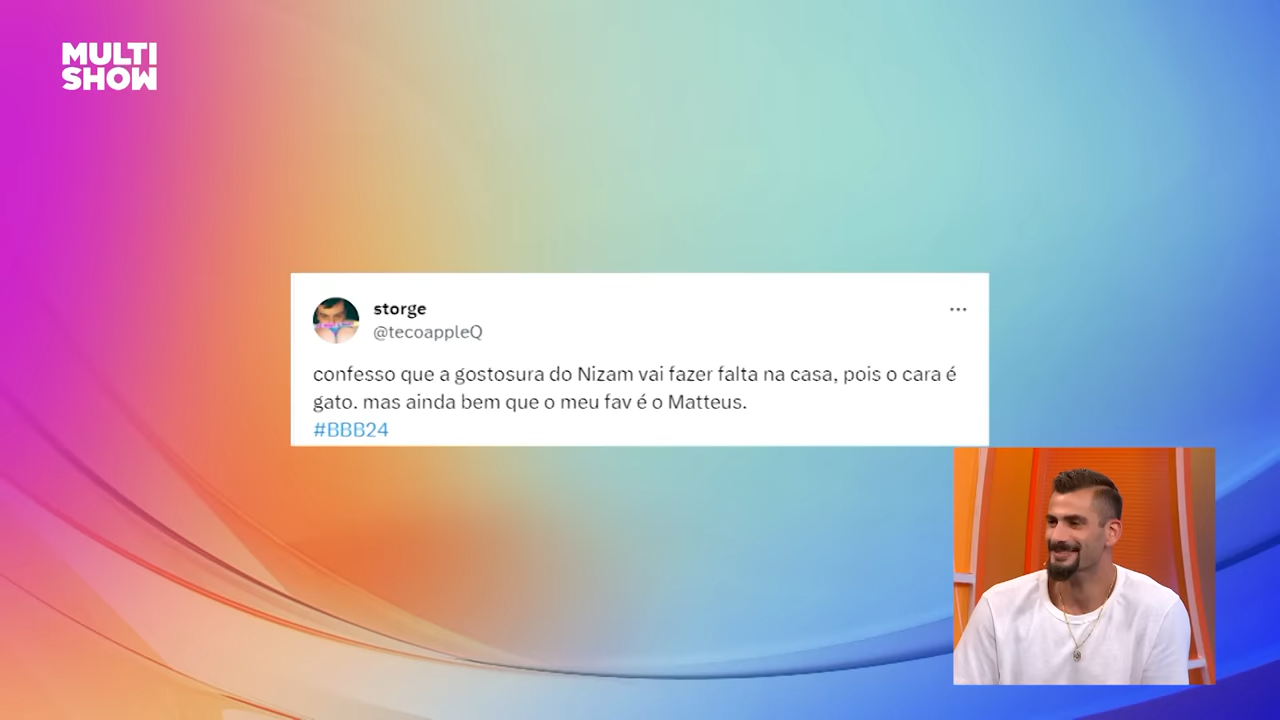 MULTI
SHOW
storge
@tecoappleQ
confesso que a gostosura do Nizam vai fazer falta na casa, pois o cara é
gato. mas ainda bem que o meu fav é o Matteus.
#BBB24